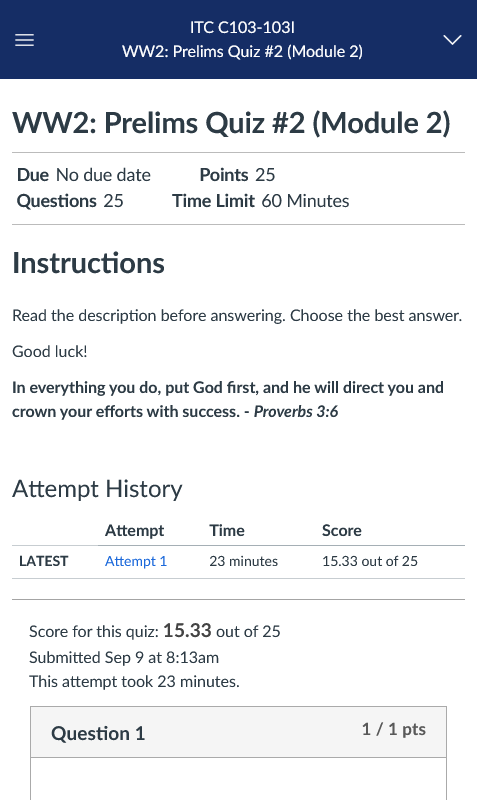 ITC C103-103I
WW2: Prelims Quiz #2 (Module 2)
WW2: Prelims Quiz #2 (Module 2)
Due No due date Points 25
Questions 25 Time Limit 60 Minutes
Instructions
Read the description before answering. Choose the best answer.
Good luck!
In everything you do, put God first, and he will direct you and
crown your efforts with success. - Proverbs 3:6
Attempt History
Attempt Time Score
LATEST Attempt 1 23 minutes 15.33 out of 25
Score for this quiz: 15.33 out of 25
Submitted Sep 9 at 8:13am
This attempt took 23 minutes.
Question 1 1 / 1 pts